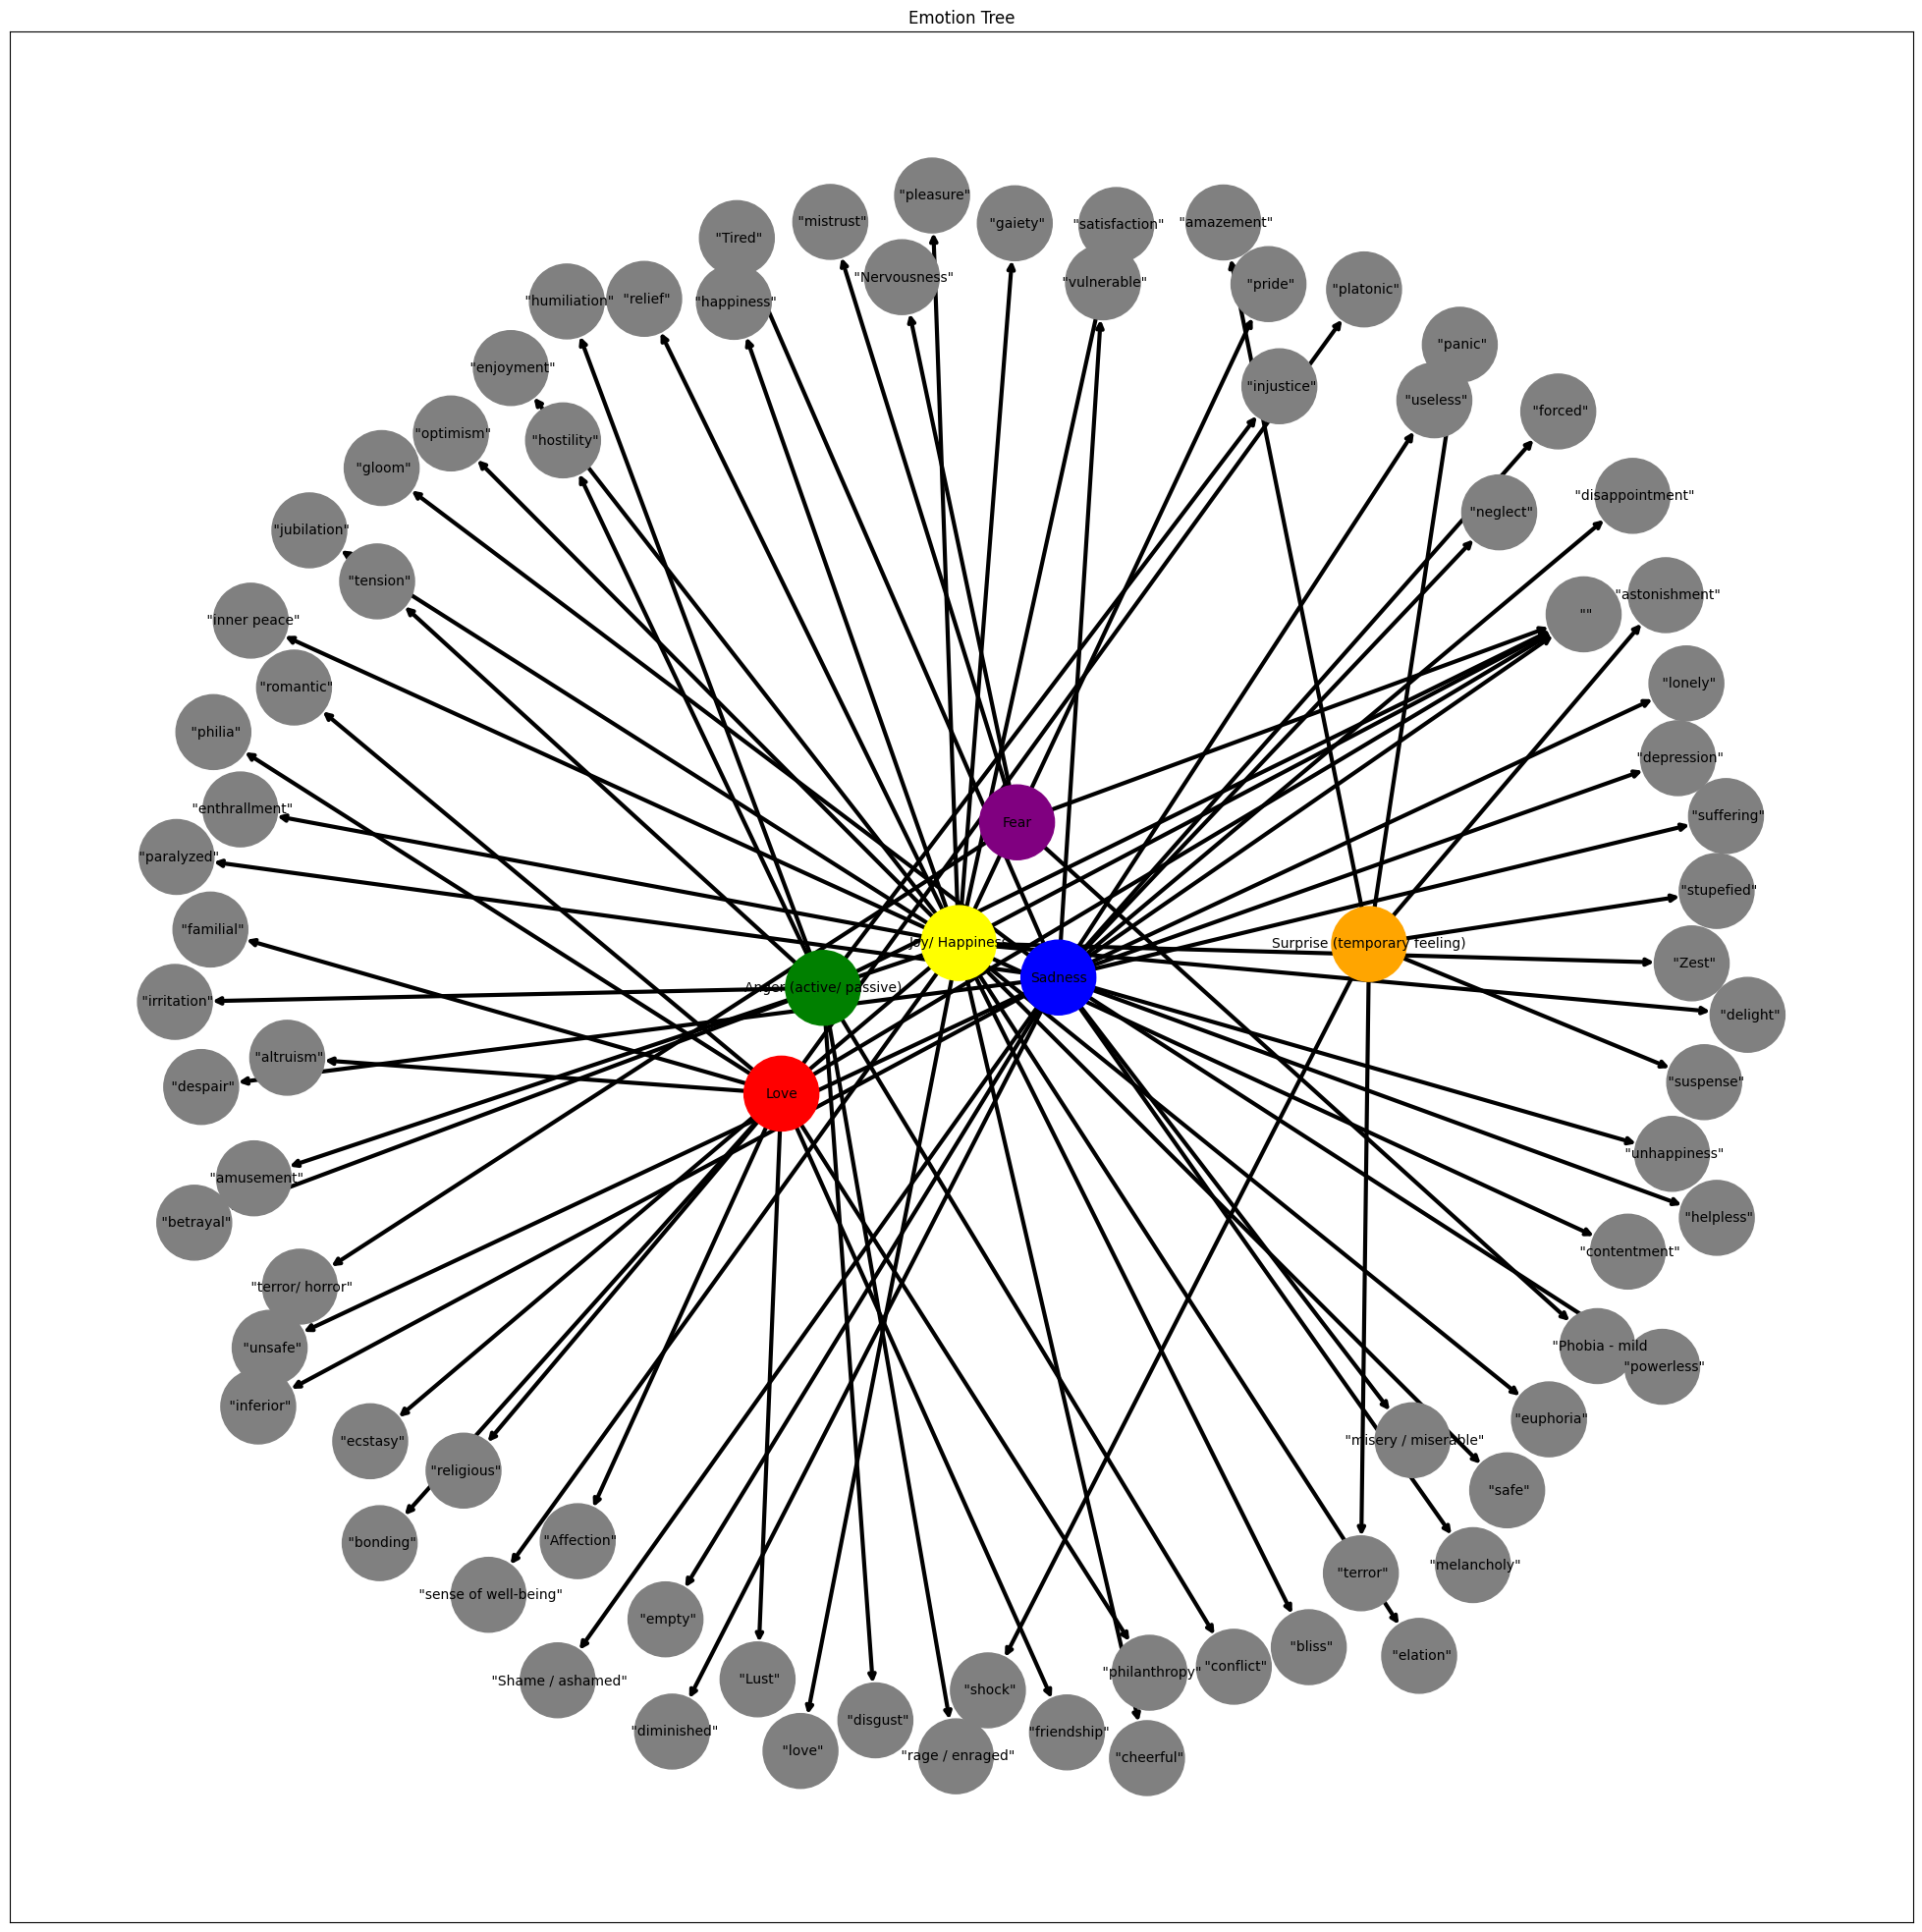 Emotion Tree
"pleasure"
"mistrust"
"gaiety"
"satisfaction"
"amazement"
"Tired"
"Nervousness"
"vulnerable"
"pride"
"platonic"
"humiliation"
"relief"
"happiness"
"panic"
"enjoyment"
"injustice"
"useless"
"forced"
"optimism"
"hostility"
"gloom"
"disappointment"
"neglect"
"jubilation"
"tension"
"astonishment"
""
"inner peace"
"romantic"
"lonely"
"philia"
"depression"
"enthrallment"
"suffering"
Fear
"paralyzed"
"stupefied"
"familial"
Joy/ Happiness
Surprise (temporary feeling)
"Zest"
Sadness
Anger (active/ passive)
"irritation"
"delight"
"altruism"
"despair"
"suspense"
Love
"unhappiness"
"amusement"
"betrayal"
"helpless"
"contentment"
"terror/ horror"
"unsafe"
"Phobia - mild
"powerless"
"inferior"
"euphoria"
"ecstasy"
"misery / miserable"
"religious"
"safe"
"bonding"
"Affection"
"melancholy"
"terror"
"sense of well-being"
"empty"
"bliss"
"elation"
"Shame / ashamed"
"Lust"
"philanthropy"
"conflict"
"shock"
"disgust"
"diminished"
"friendship"
"love"
"rage / enraged"
"cheerful"